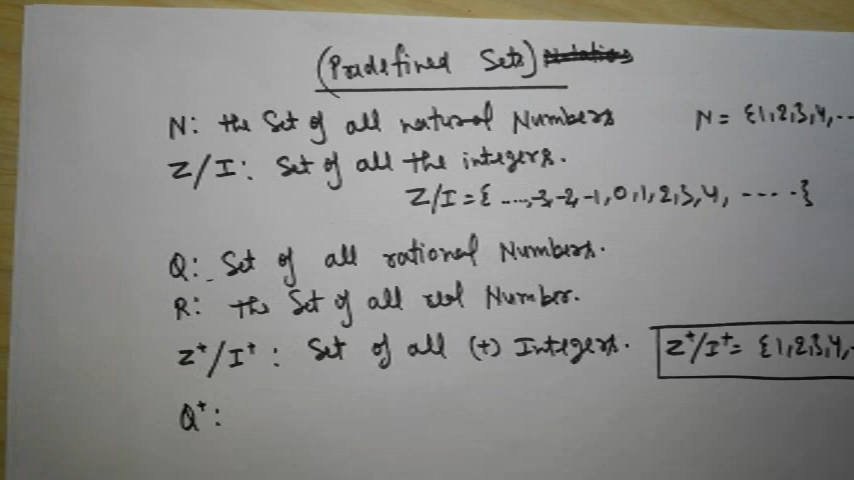 (Predefined Sets)
N: the Set of all natural Numbers N = {1,2,3,4,..
Z/I: Set of all the integers.
Z/I = { ....,-3,-2,-1,0,1,2,3,4, ---- -}
Q: Set of all rational Numbers.
R: the Set of all real Number.
Z⁺/I⁺ : Set of all (+) Integers. Z⁺/I⁺= {1,2,3,4,.
Q⁺: